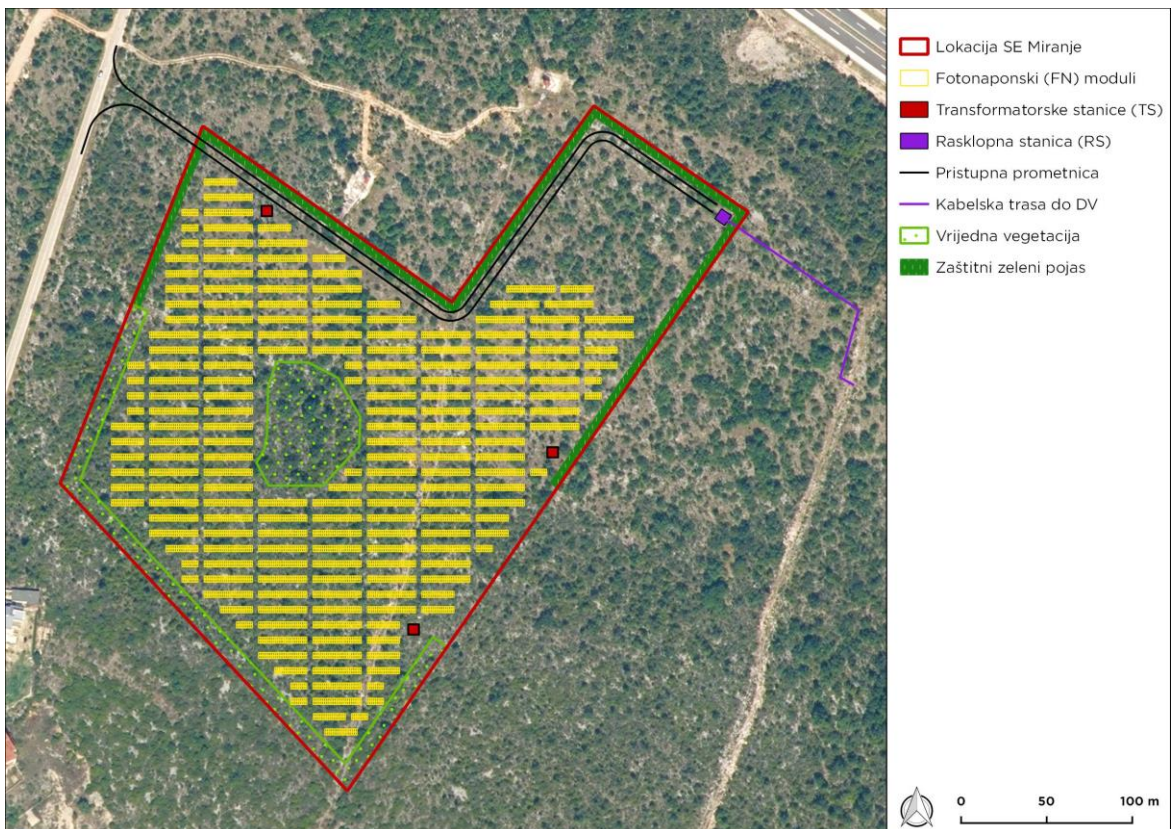 Lokacija SE Miranje
Fotonaponski (FN) moduli
Transformatorske stanice (TS)
Rasklopna stanica (RS)
Pristupna prometnica
Kabelska trasa do DV
Vrijedna vegetacija
Zaštitni zeleni pojas
0 50 100 m